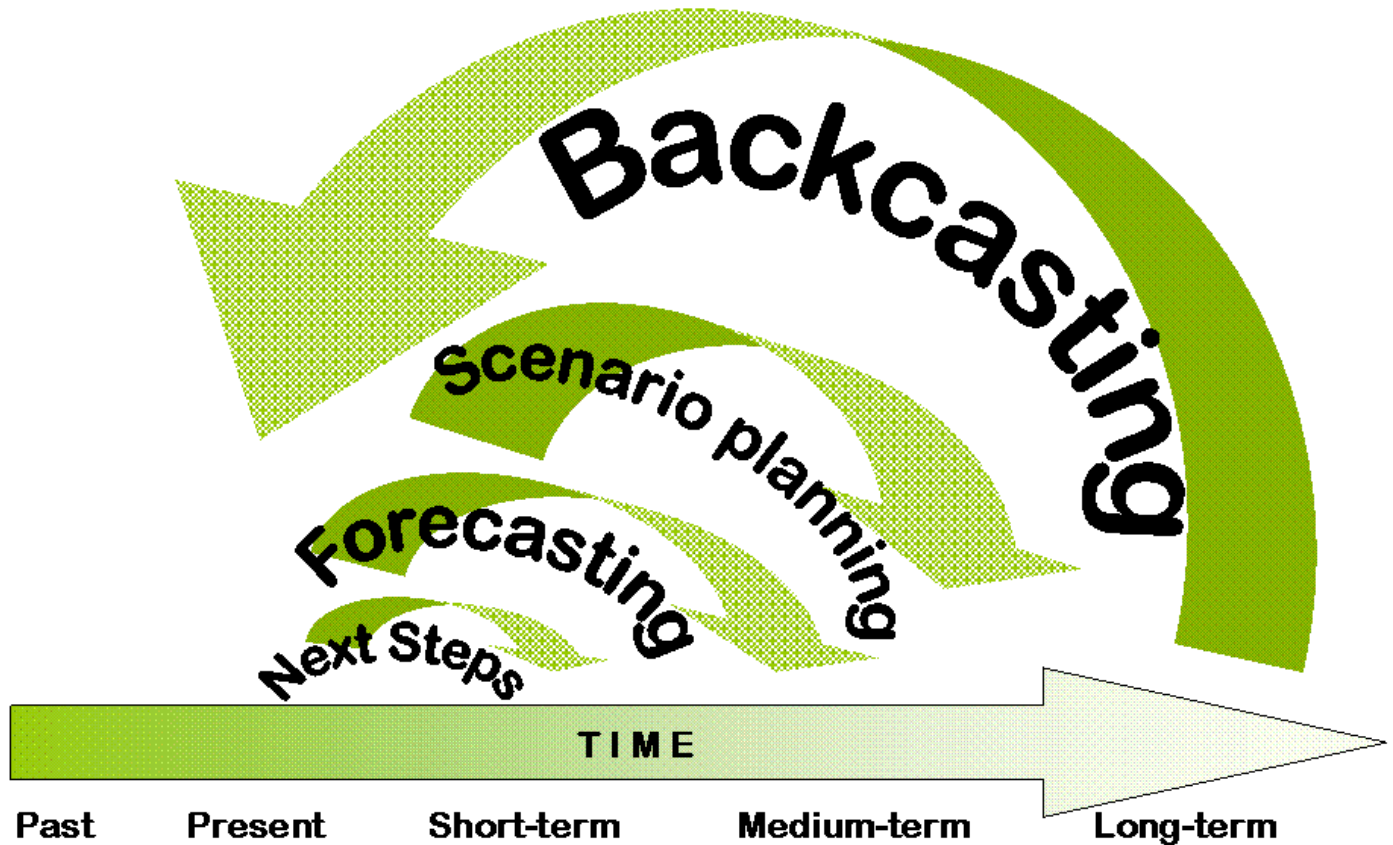 Backcasting
Scenario planning
Forecasting
Next Steps
TIME
Past Present Short-term Medium-term Long-term